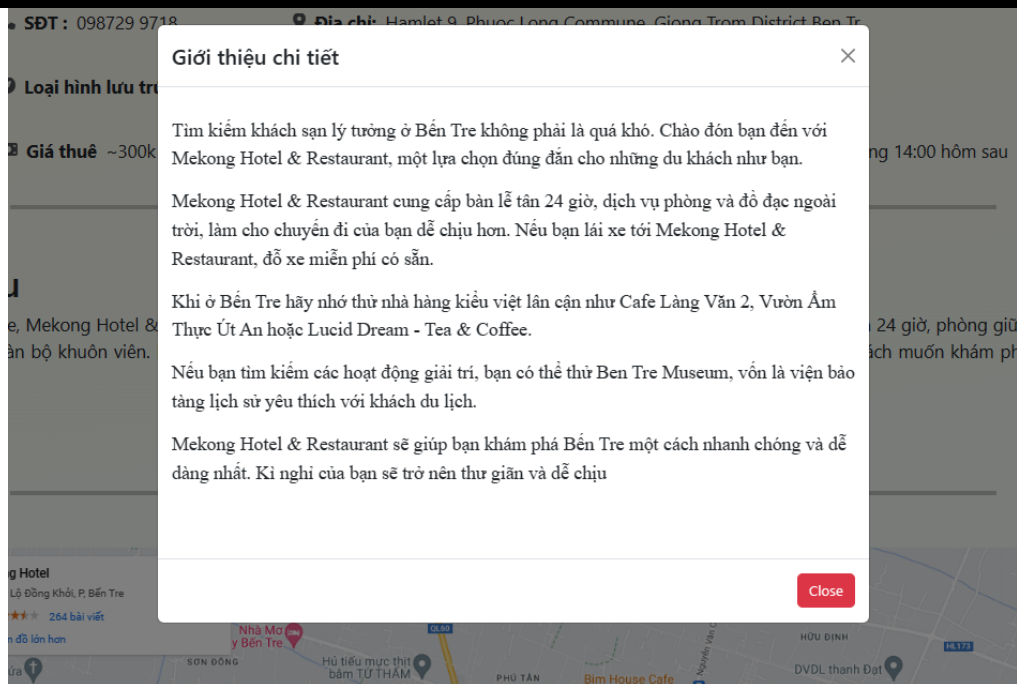 SĐT : 098729 9718
Địa chỉ: Hamlet 9, Phuoc Long Commune, Giong Trom District Ben Tr
Giới thiệu chi tiết
Loại hình lưu trú
Tìm kiếm khách sạn lý tưởng ở Bến Tre không phải là quá khó. Chào đón bạn đến với
Mekong Hotel & Restaurant, một lựa chọn đúng đắn cho những du khách như bạn.
Giá thuê ~300k
14:00 hôm sau
Mekong Hotel & Restaurant cung cấp bàn lễ tân 24 giờ, dịch vụ phòng và đồ đạc ngoài
trời, làm cho chuyến đi của bạn dễ chịu hơn. Nếu bạn lái xe tới Mekong Hotel &
Restaurant, đỗ xe miễn phí có sẵn.
Khi ở Bến Tre hãy nhớ thử nhà hàng kiểu việt lân cận như Cafe Làng Văn 2, Vườn Ẩm
Thực Út An hoặc Lucid Dream - Tea & Coffee.
Nếu bạn tìm kiếm các hoạt động giải trí, bạn có thể thử Ben Tre Museum, vốn là viện bảo
tàng lịch sử yêu thích với khách du lịch.
Mekong Hotel & Restaurant sẽ giúp bạn khám phá Bến Tre một cách nhanh chóng và dễ
dàng nhất. Kì nghỉ của bạn sẽ trở nên thư giãn và dễ chịu
e, Mekong Hotel &
24 giờ, phòng giữ
àn bộ khuôn viên.
ách muốn khám ph
Close
g Hotel
Lộ Đồng Khởi, P, Bến Tre
264 bài viết
n đồ lớn hơn
Nhà Mơ
y Bến Tre
QL60
SƠN ĐÔNG
Hủ tiếu mực thịt
bằm TƯ THẮM
PHÚ TÂN
Bim House Cafe
HỮU ĐỊNH
HL173
DVDL thanh Đạt